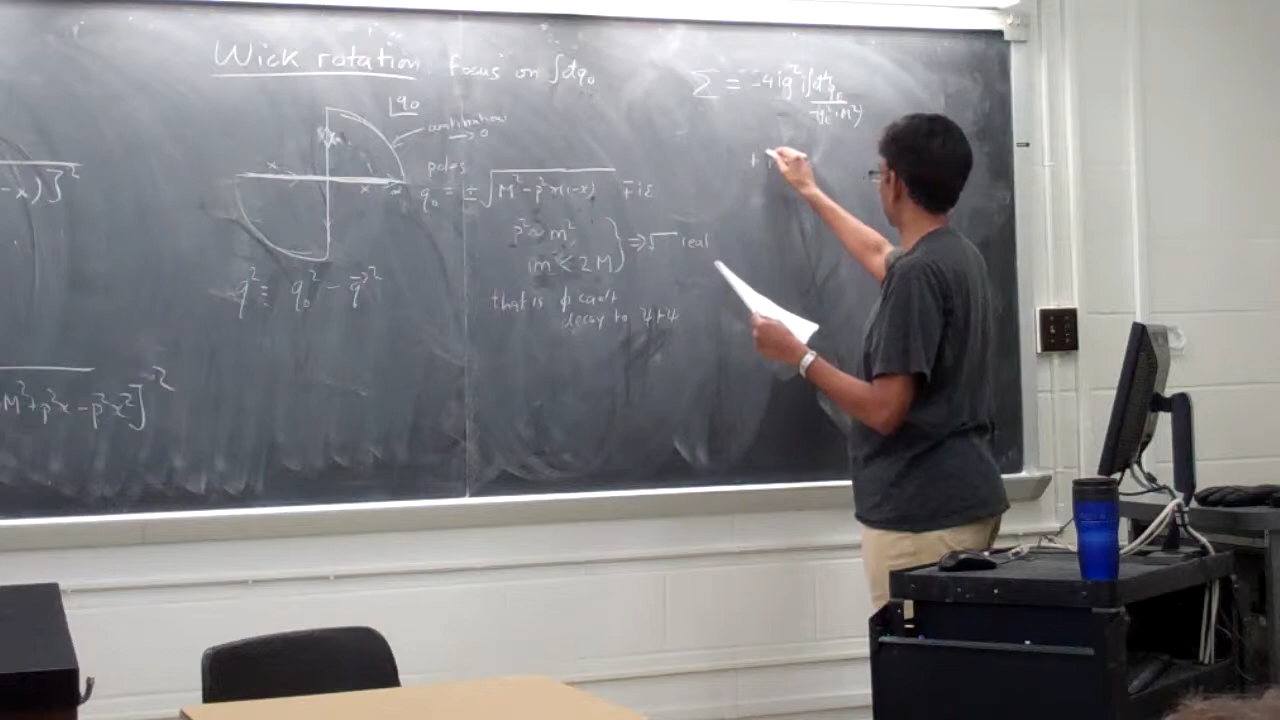 Wick rotation. Focus on ∫dq₀
q₀
contribution → 0
x
x
poles
q₀ = ± √(M² - p²x(1-x)) ∓ iε
p² ~ m²
m < 2M } ⇒ √ real
that is φ can't
decay to ψ+ψ
q² = q₀² - q⃗²
Σ = -4ig² i∫d⁴q_E
-(q_E² + M²)
+
-x)}²
M²+p²x-p²x²]⁻²